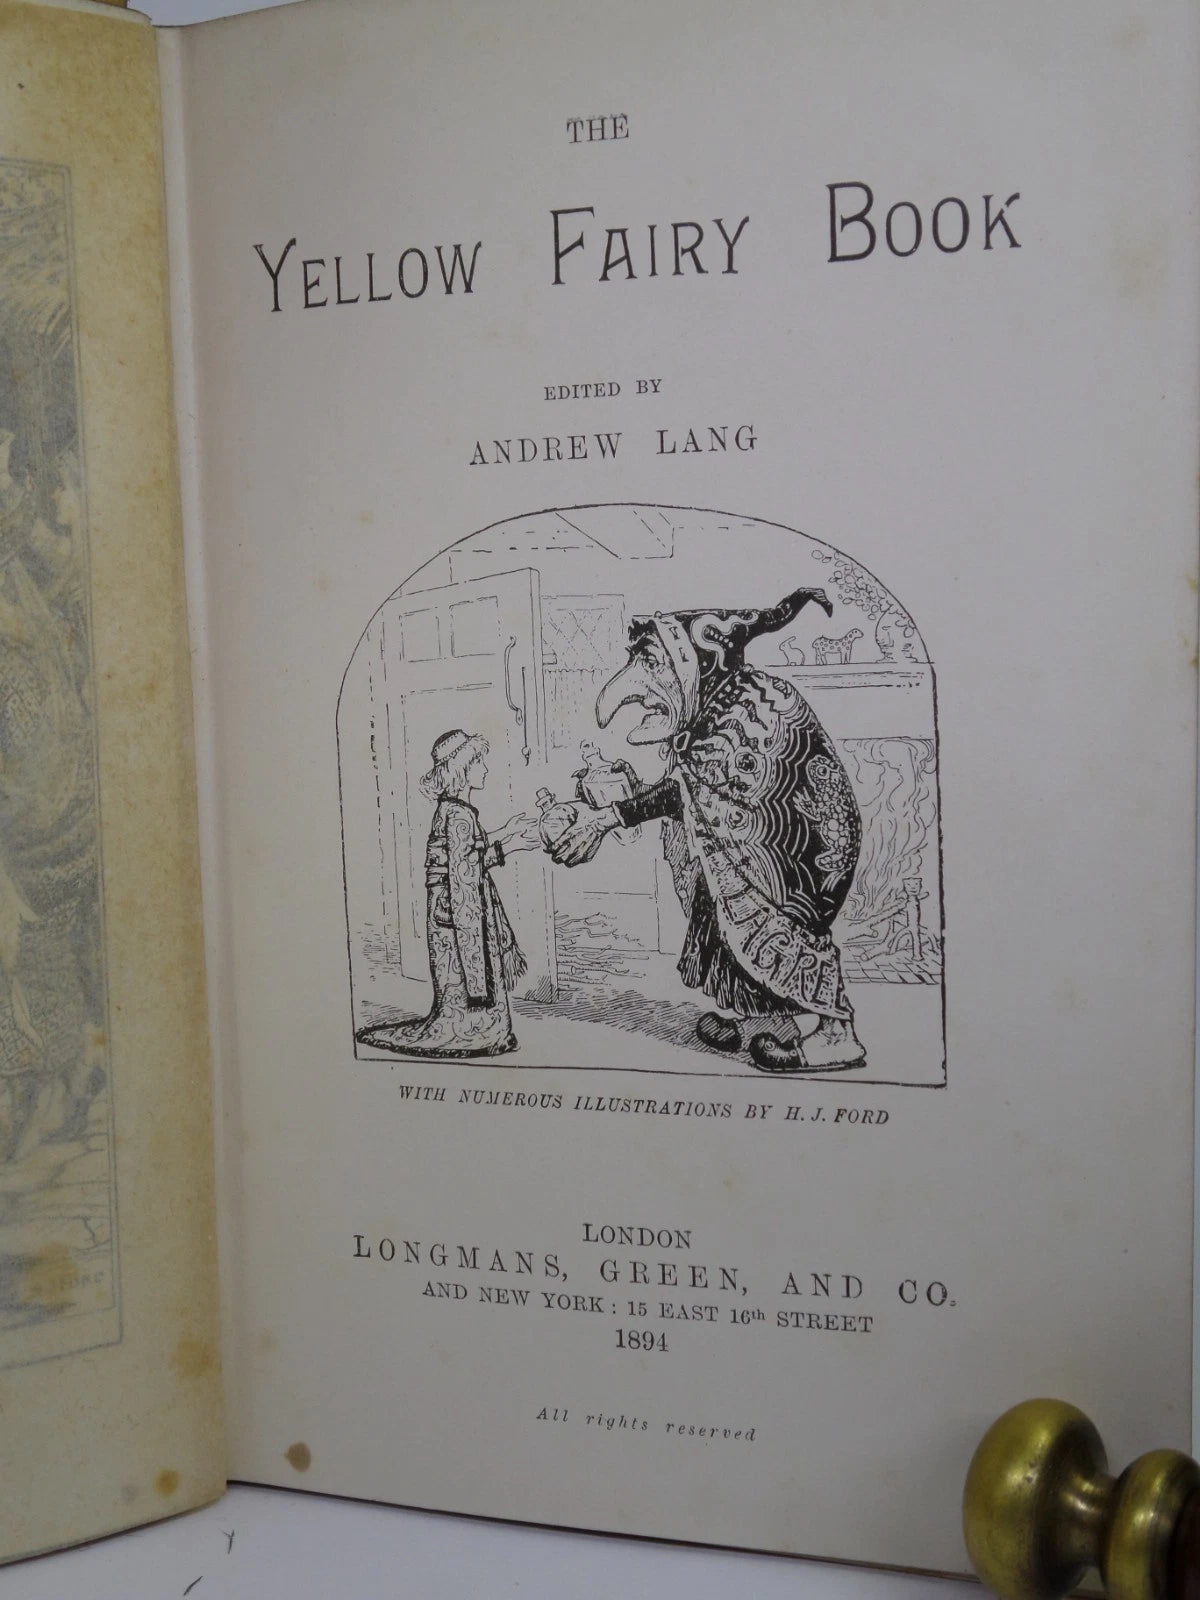 THE
YELLOW FAIRY BOOK
EDITED BY
ANDREW LANG
WITH NUMEROUS ILLUSTRATIONS BY H. J. FORD
LONDON
LONGMANS, GREEN, AND CO.
AND NEW YORK : 15 EAST 16th STREET
1894
All rights reserved